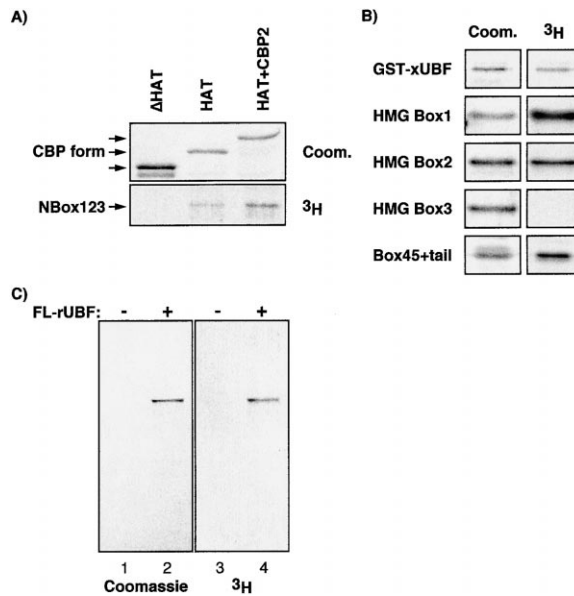 A)
ΔHAT
HAT
HAT+CBP2
CBP form
Coom.
NBox123
³H
B)
Coom.
³H
GST-xUBF
HMG Box1
HMG Box2
HMG Box3
Box45+tail
C)
FL-rUBF: - + - +
1 2 3 4
Coomassie ³H